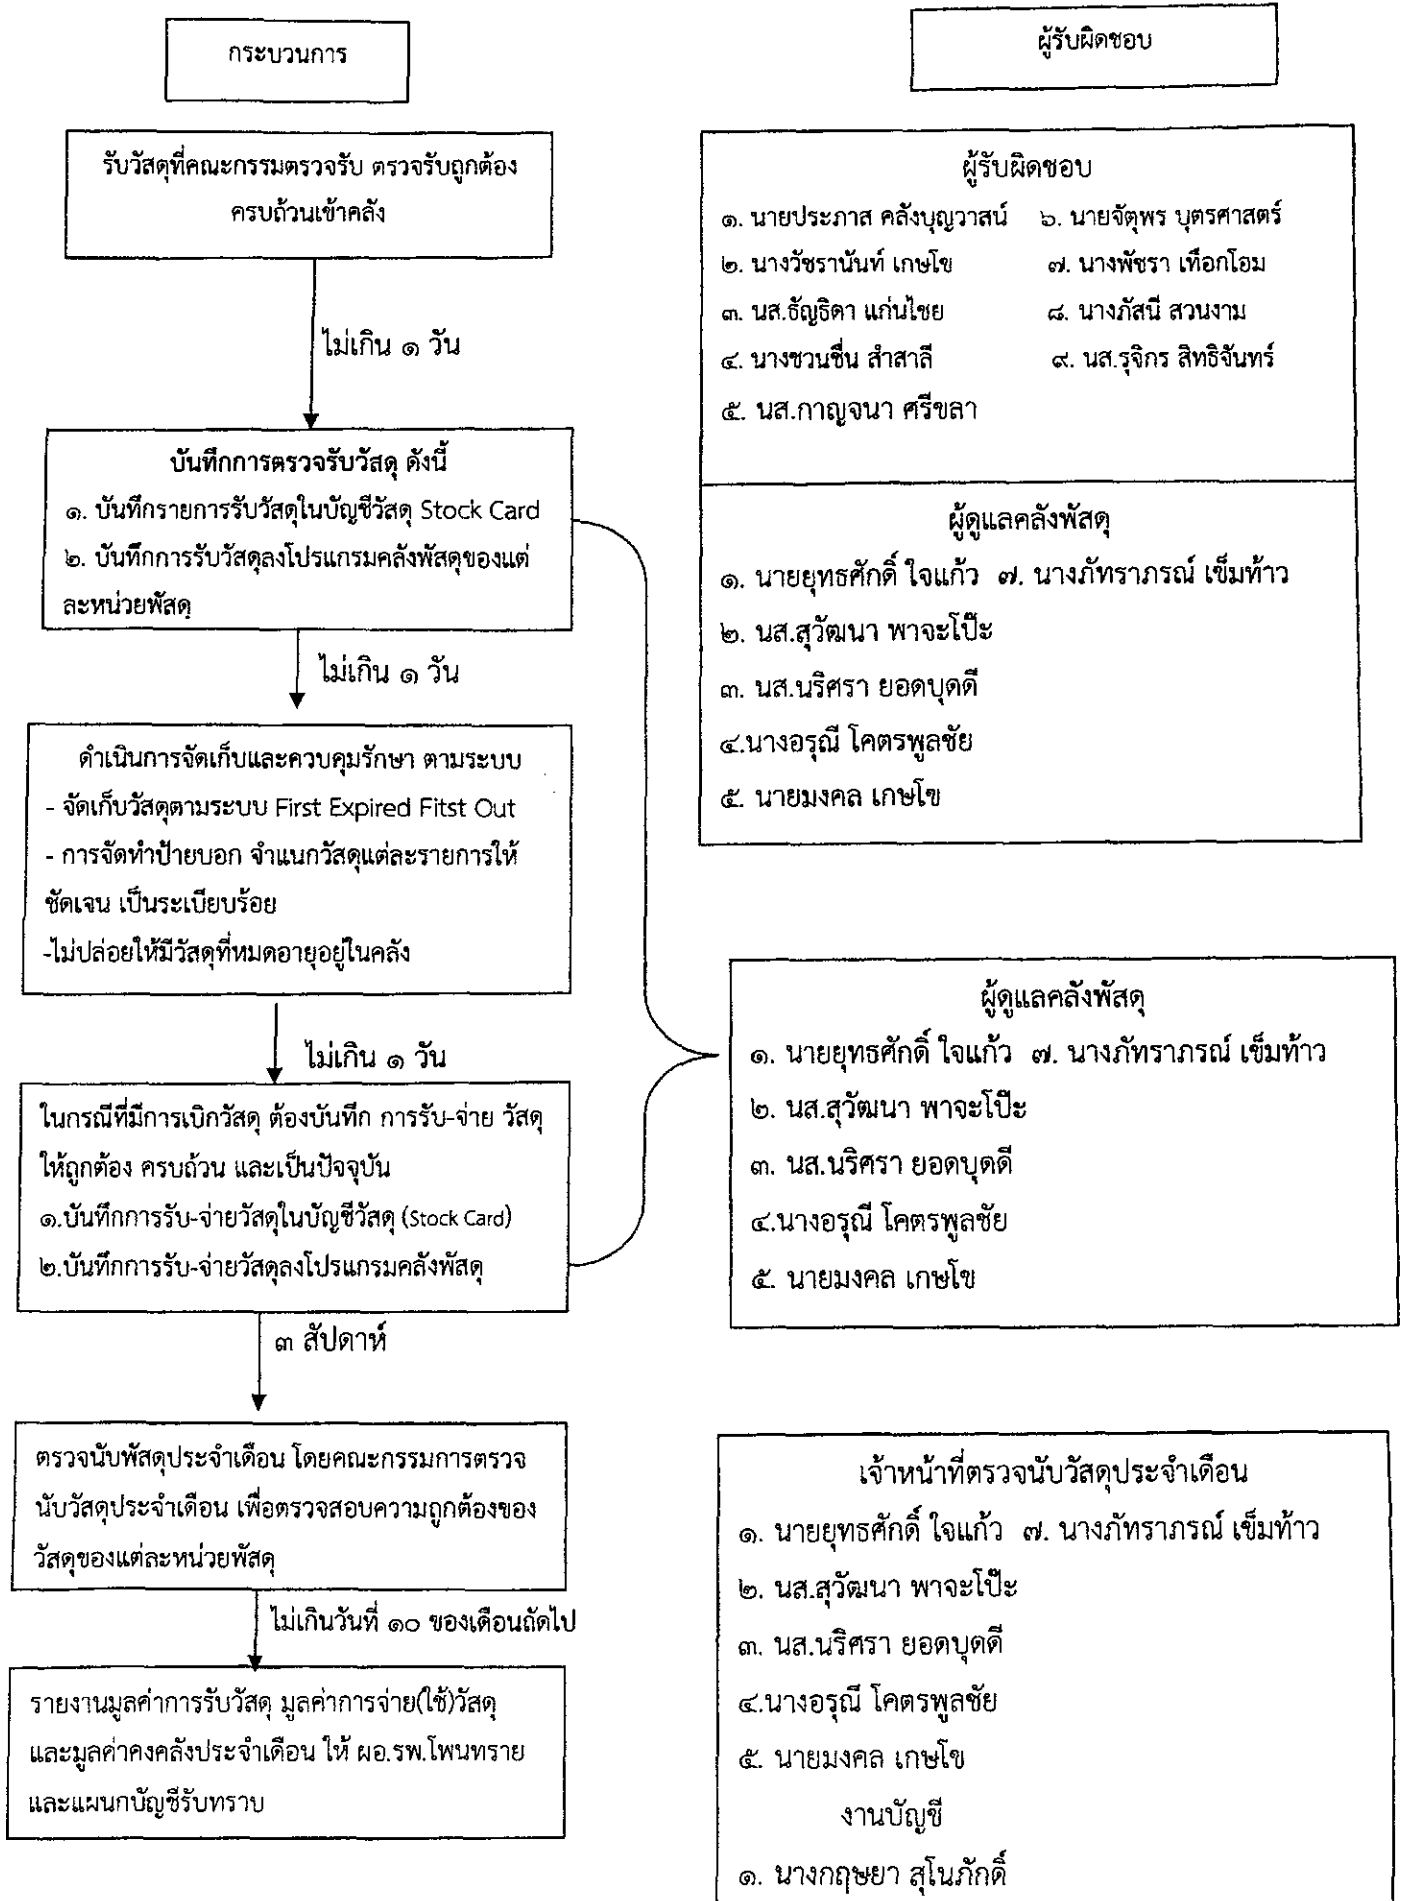 กระบวนการ
ผู้รับผิดชอบ
รับวัสดุที่คณะกรรมตรวจรับ ตรวจรับถูกต้อง
ครบถ้วนเข้าคลัง
ไม่เกิน ๑ วัน
บันทึกการตรวจรับวัสดุ ดังนี้
๑. บันทึกรายการรับวัสดุในบัญชีวัสดุ Stock Card
๒. บันทึกการรับวัสดุลงโปรแกรมคลังพัสดุของแต่
ละหน่วยพัสดุ
ไม่เกิน ๑ วัน
ดำเนินการจัดเก็บและควบคุมรักษา ตามระบบ
- จัดเก็บวัสดุตามระบบ First Expired Fitst Out
- การจัดทำป้ายบอก จำแนกวัสดุแต่ละรายการให้
ชัดเจน เป็นระเบียบร้อย
-ไม่ปล่อยให้มีวัสดุที่หมดอายุอยู่ในคลัง
ไม่เกิน ๑ วัน
ในกรณีที่มีการเบิกวัสดุ ต้องบันทึก การรับ-จ่าย วัสดุ
ให้ถูกต้อง ครบถ้วน และเป็นปัจจุบัน
๑.บันทึกการรับ-จ่ายวัสดุในบัญชีวัสดุ (Stock Card)
๒.บันทึกการรับ-จ่ายวัสดุลงโปรแกรมคลังพัสดุ
๓ สัปดาห์
ตรวจนับพัสดุประจำเดือน โดยคณะกรรมการตรวจ
นับวัสดุประจำเดือน เพื่อตรวจสอบความถูกต้องของ
วัสดุของแต่ละหน่วยพัสดุ
ไม่เกินวันที่ ๑๐ ของเดือนถัดไป
รายงานมูลค่าการรับวัสดุ มูลค่าการจ่าย(ใช้)วัสดุ
และมูลค่าคงคลังประจำเดือน ให้ ผอ.รพ.โพนทราย
และแผนกบัญชีรับทราบ
ผู้รับผิดชอบ
๑. นายประภาส คลังบุญวาสน์ ๖. นายจัตุพร บุตรศาสตร์
๒. นางวัชรานันท์ เกษโข ๗. นางพัชรา เทือกโฮม
๓. นส.ธัญธิดา แก่นไชย ๘. นางภัสนี สวนงาม
๔. นางชวนชื่น สำสาลี ๙. นส.รุจิกร สิทธิจันทร์
๕. นส.กาญจนา ศรีขลา
ผู้ดูแลคลังพัสดุ
๑. นายยุทธศักดิ์ ใจแก้ว ๗. นางภัทราภรณ์ เข็มท้าว
๒. นส.สุวัฒนา พาจะโป๊ะ
๓. นส.นริศรา ยอดบุดดี
๔.นางอรุณี โคตรพูลชัย
๕. นายมงคล เกษโข
ผู้ดูแลคลังพัสดุ
๑. นายยุทธศักดิ์ ใจแก้ว ๗. นางภัทราภรณ์ เข็มท้าว
๒. นส.สุวัฒนา พาจะโป๊ะ
๓. นส.นริศรา ยอดบุดดี
๔.นางอรุณี โคตรพูลชัย
๕. นายมงคล เกษโข
เจ้าหน้าที่ตรวจนับวัสดุประจำเดือน
๑. นายยุทธศักดิ์ ใจแก้ว ๗. นางภัทราภรณ์ เข็มท้าว
๒. นส.สุวัฒนา พาจะโป๊ะ
๓. นส.นริศรา ยอดบุดดี
๔.นางอรุณี โคตรพูลชัย
๕. นายมงคล เกษโข
งานบัญชี
๑. นางกฤษยา สุโนภักดิ์